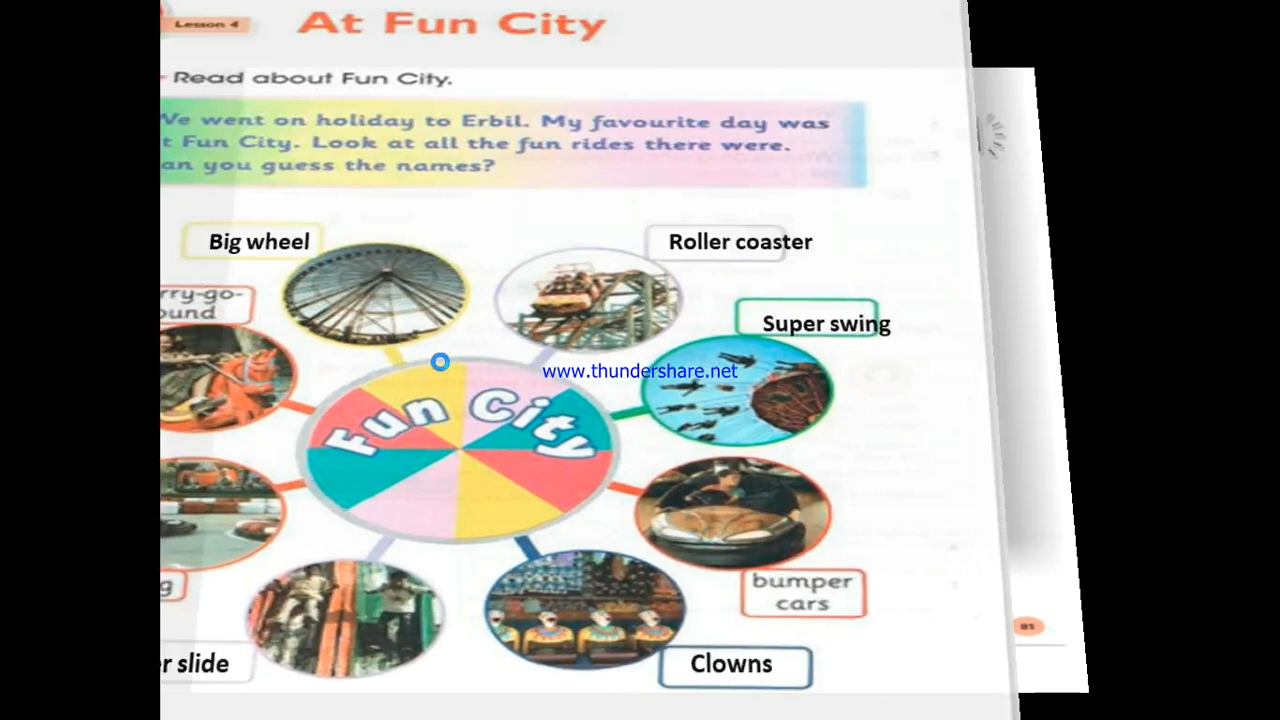 Lesson 4
At Fun City
Read about Fun City.
We went on holiday to Erbil. My favourite day was
t Fun City. Look at all the fun rides there were.
an you guess the names?
Big wheel
Roller coaster
rry-go-
ound
Super swing
www.thundershare.net
Fun City
bumper
cars
g
r slide
Clowns
81